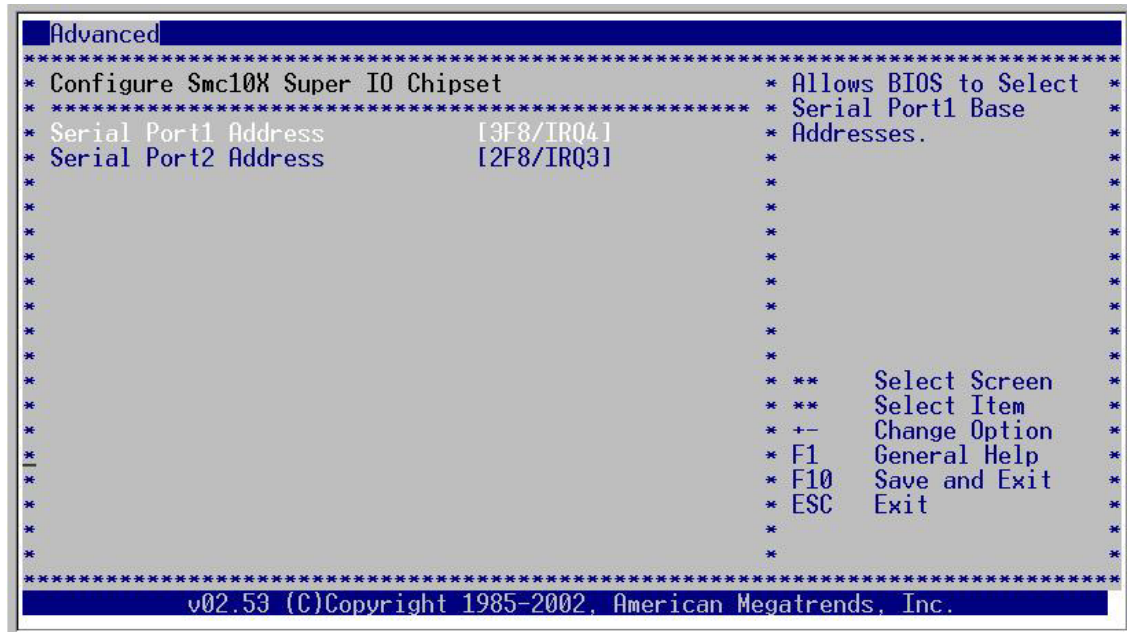 Advanced
Configure Smc10X Super IO Chipset
Serial Port1 Address [3F8/IRQ4]
Serial Port2 Address [2F8/IRQ3]
Allows BIOS to Select
Serial Port1 Base
Addresses.
** Select Screen
** Select Item
+- Change Option
F1 General Help
F10 Save and Exit
ESC Exit
v02.53 (C)Copyright 1985-2002, American Megatrends, Inc.